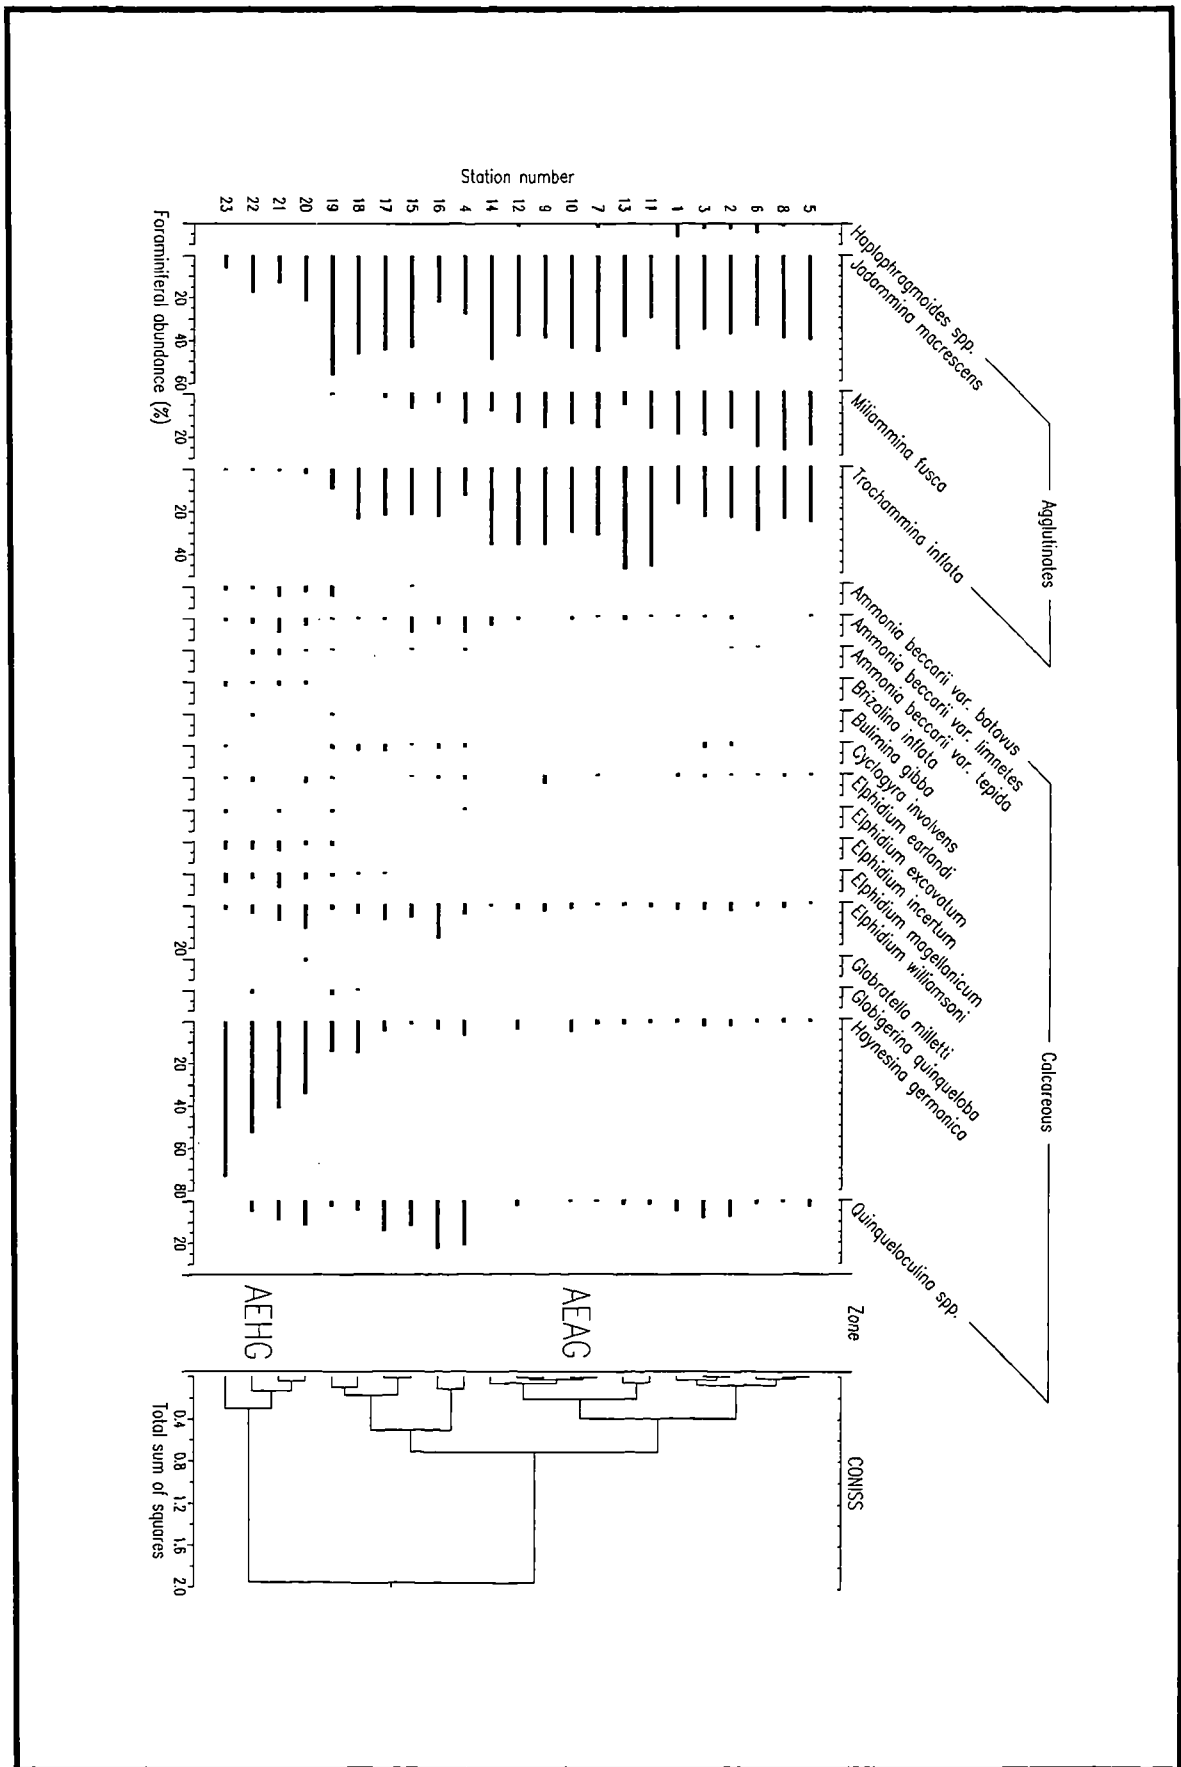 Agglutinates
Calcareous
Haplophragmoides spp.
Jadammina macrescens
Miliammina fusca
Trochammina inflata
Ammonia beccarii var. batavus
Ammonia beccarii var. limnetes
Ammonia beccarii var. tepida
Brizalina inflata
Bulimina gibba
Cyclogyra involvens
Elphidium earlandi
Elphidium excavatum
Elphidium incertum
Elphidium magellanicum
Elphidium williamsoni
Globratella milletti
Globigerina quinqueloba
Haynesina germanica
Quinqueloculina spp.
Zone
CONISS
Station number
5
8
6
2
3
1
11
13
7
10
9
12
14
4
16
15
17
18
19
20
21
22
23
AEAG
AEHG
20 40 60
20
20 40
20
20 40 60 80
20
0.4 0.8 1.2 1.6 2.0
Foraminiferal abundance (%)
Total sum of squares